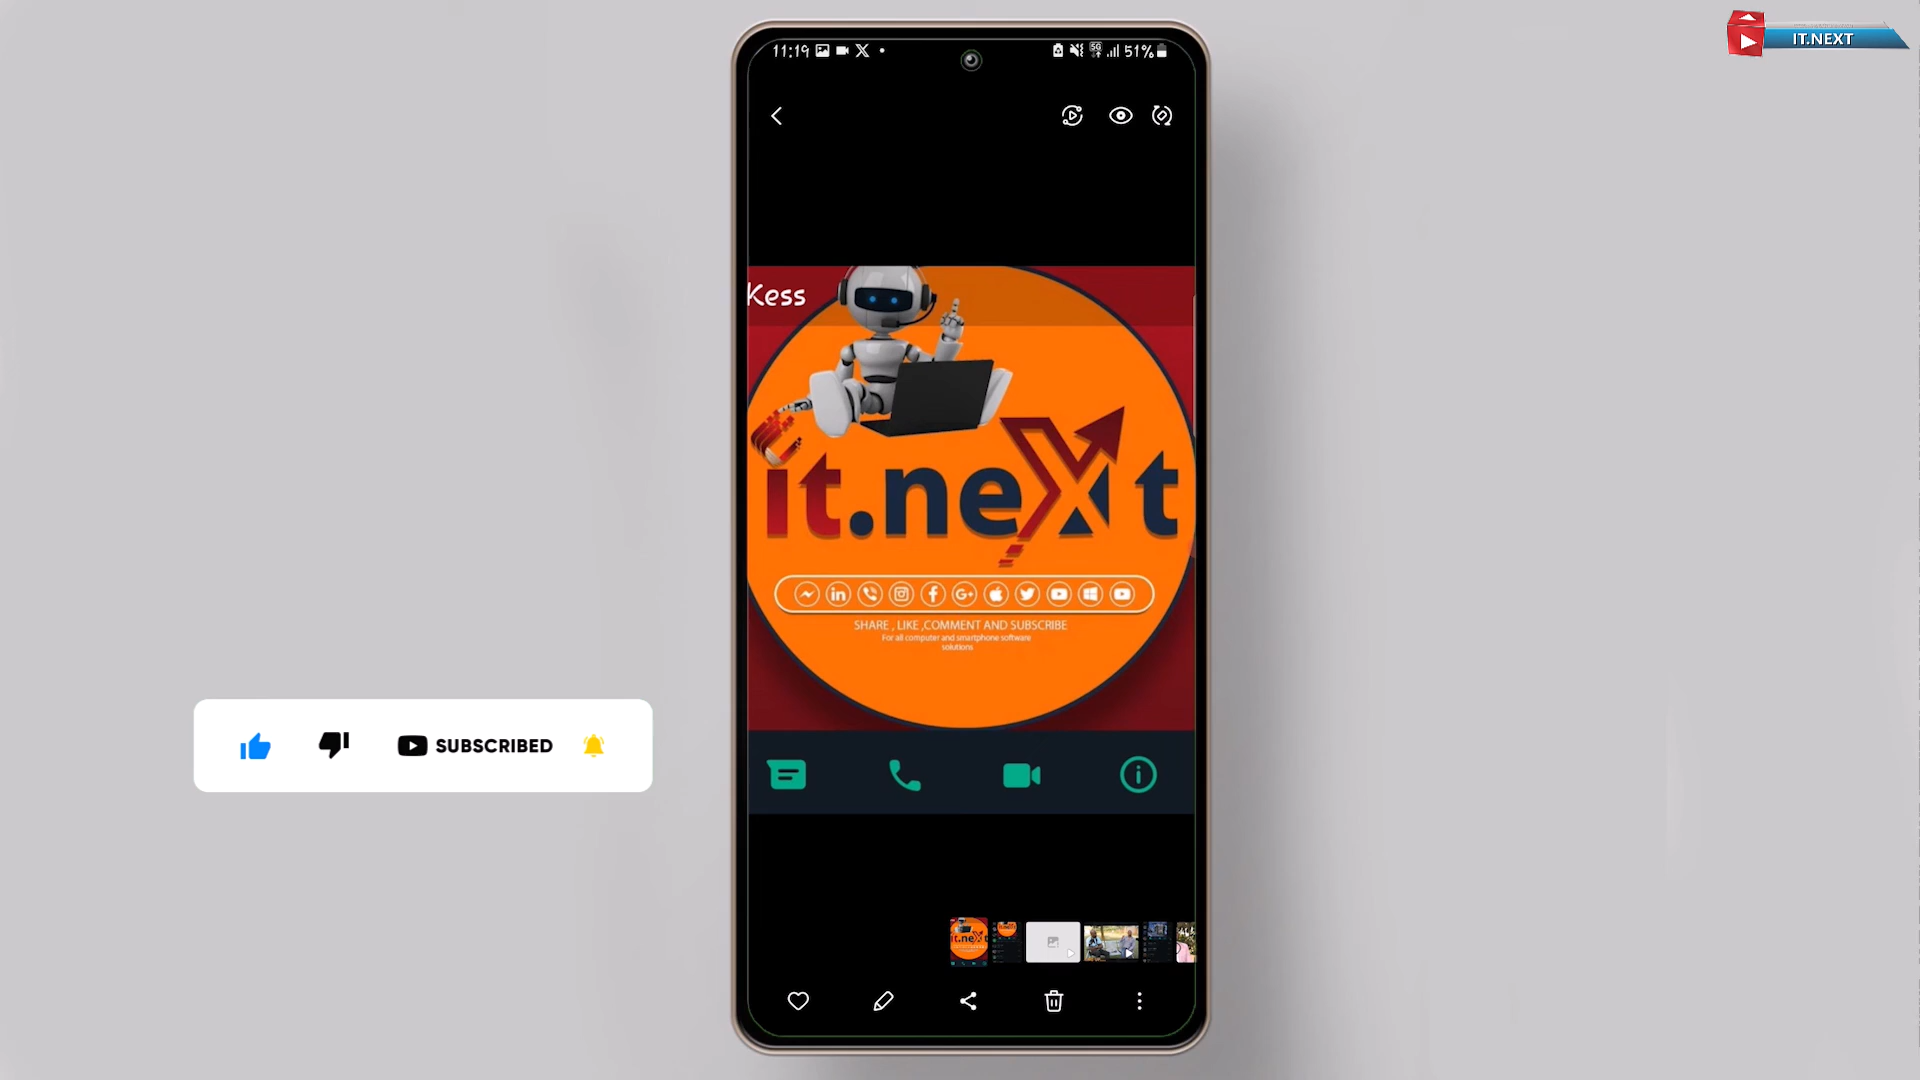 IT.NEXT
11:19
5G
51%
Kess
it.neXt
SHARE , LIKE ,COMMENT AND SUBSCRIBE
For all computer and smartphone software
solutions
SUBSCRIBED